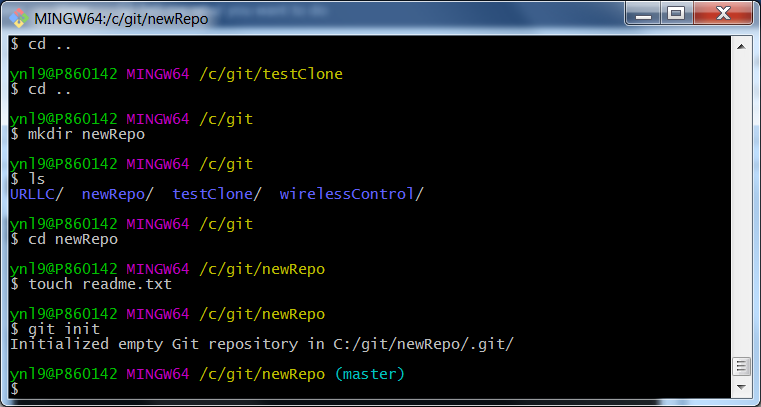 MINGW64:/c/git/newRepo
$ cd ..
ynl9@P860142 MINGW64 /c/git/testClone
$ cd ..
ynl9@P860142 MINGW64 /c/git
$ mkdir newRepo
ynl9@P860142 MINGW64 /c/git
$ ls
URLLC/  newRepo/  testClone/  wirelessControl/
ynl9@P860142 MINGW64 /c/git
$ cd newRepo
ynl9@P860142 MINGW64 /c/git/newRepo
$ touch readme.txt
ynl9@P860142 MINGW64 /c/git/newRepo
$ git init
Initialized empty Git repository in C:/git/newRepo/.git/
ynl9@P860142 MINGW64 /c/git/newRepo (master)
$